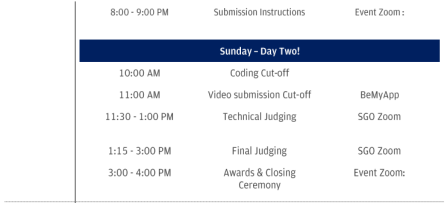 8:00 - 9:00 PM Submission Instructions Event Zoom :
Sunday – Day Two!
10:00 AM Coding Cut-off
11:00 AM Video submission Cut-off BeMyApp
11:30 - 1:00 PM Technical Judging SGO Zoom
1:15 - 3:00 PM Final Judging SGO Zoom
3:00 - 4:00 PM Awards & Closing Event Zoom:
Ceremony